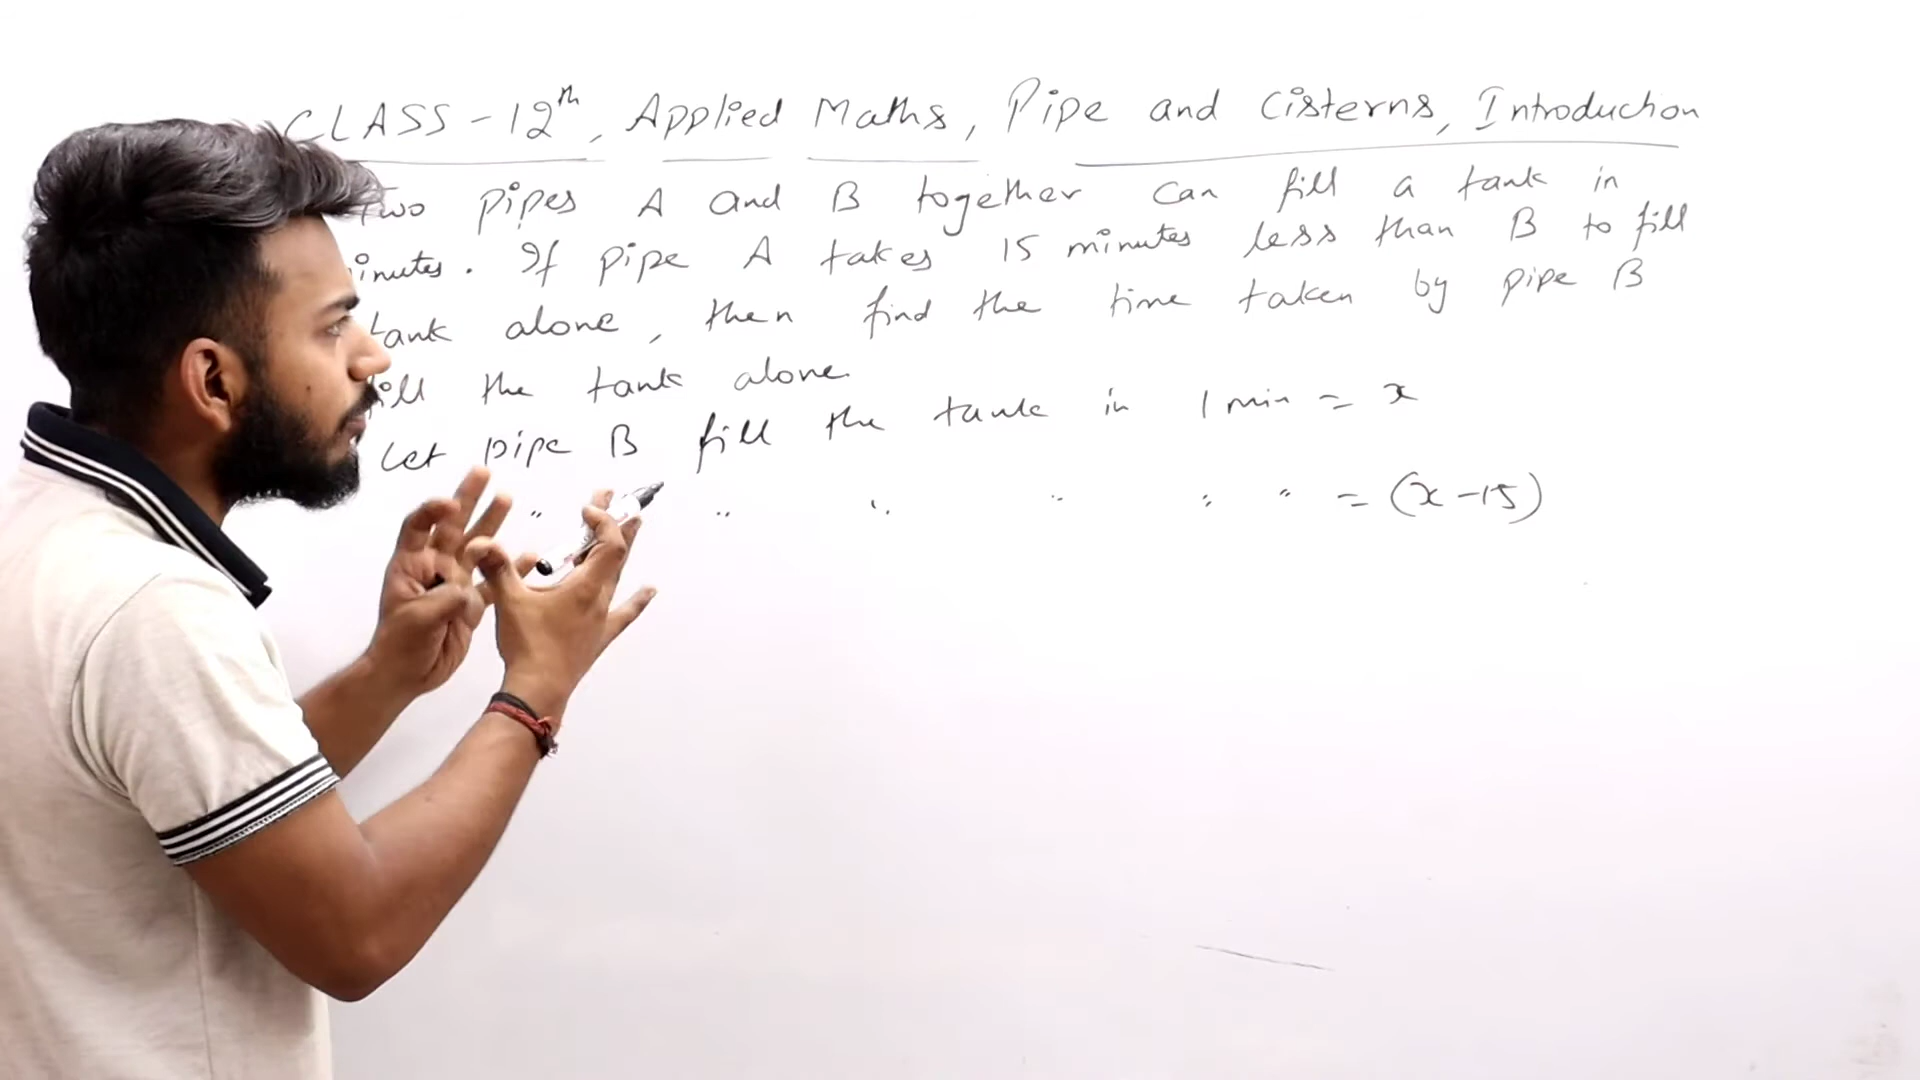 CLASS - 12th, Applied Maths, Pipe and Cisterns, Introduction
Two pipes A and B together can fill a tank in
minutes. If pipe A takes 15 minutes less than B to fill
tank alone, then find the time taken by pipe B
fill the tank alone.
Let pipe B fill the tank in 1 min = x
" " " " " " = (x-15)